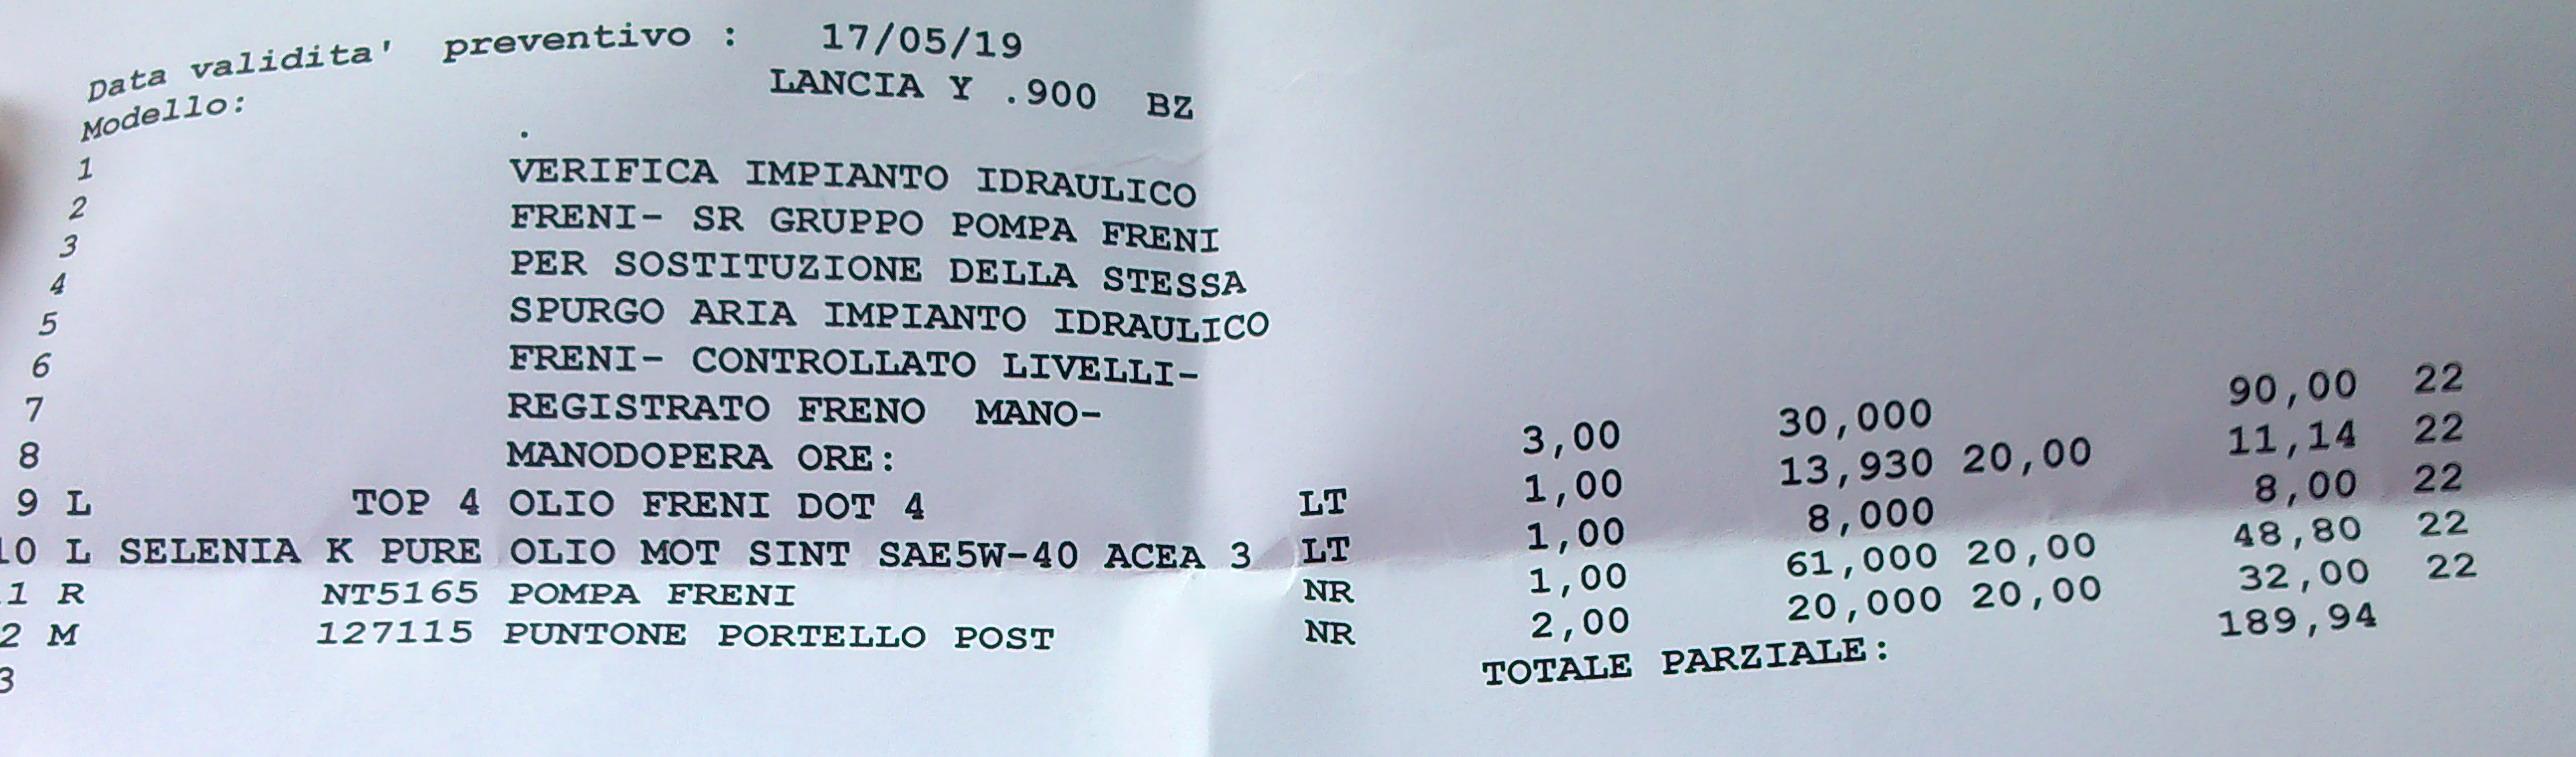 Data validita' preventivo : 17/05/19
Modello: LANCIA Y .900 BZ
1 .
2 VERIFICA IMPIANTO IDRAULICO
3 FRENI- SR GRUPPO POMPA FRENI
4 PER SOSTITUZIONE DELLA STESSA
5 SPURGO ARIA IMPIANTO IDRAULICO
6 FRENI- CONTROLLATO LIVELLI-
7 REGISTRATO FRENO MANO-
8 MANODOPERA ORE: 3,00 30,000 90,00 22
9 L TOP 4 OLIO FRENI DOT 4 LT 1,00 13,930 20,00 11,14 22
10 L SELENIA K PURE OLIO MOT SINT SAE5W-40 ACEA 3 LT 1,00 8,000 8,00 22
1 R NT5165 POMPA FRENI NR 1,00 61,000 20,00 48,80 22
2 M 127115 PUNTONE PORTELLO POST NR 2,00 20,000 20,00 32,00 22
3 TOTALE PARZIALE: 189,94